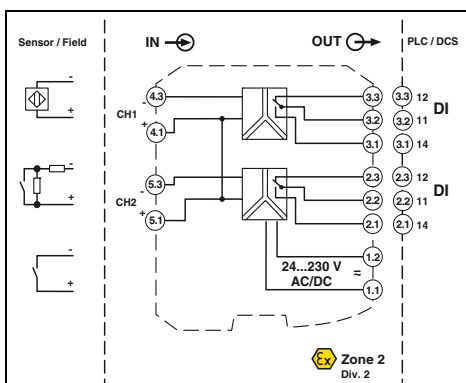 Sensor / Field IN OUT PLC / DCS
-
+
-
+
-
+
CH1
- 4.3
+ 4.1
CH2
5.3 -
+ 5.1
3.3 3.3 12
3.2 3.2 11 DI
3.1 3.1 14
2.3 2.3 12
2.2 2.2 11 DI
2.1 2.1 14
1.2
24...230 V
AC/DC
≈
1.1
Ex Zone 2
Div. 2